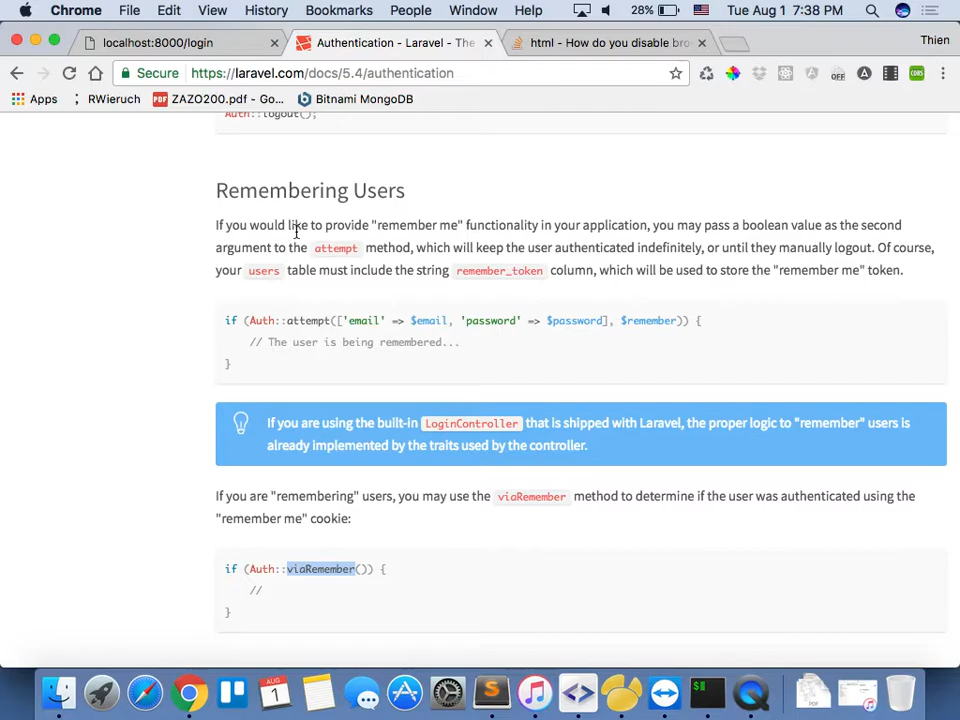 Chrome File Edit View History Bookmarks People Window Help 28% Tue Aug 1 7:38 PM
localhost:8000/login Authentication - Laravel - The html - How do you disable bro Thien
Secure https://laravel.com/docs/5.4/authentication OFF CORS
Apps RWieruch PDF ZAZO200.pdf - Go... Bitnami MongoDB
Auth::logout();
Remembering Users
If you would like to provide "remember me" functionality in your application, you may pass a boolean value as the second
argument to the attempt method, which will keep the user authenticated indefinitely, or until they manually logout. Of course,
your users table must include the string remember_token column, which will be used to store the "remember me" token.
if (Auth::attempt(['email' => $email, 'password' => $password], $remember)) {
// The user is being remembered...
}
If you are using the built-in LoginController that is shipped with Laravel, the proper logic to "remember" users is
already implemented by the traits used by the controller.
If you are "remembering" users, you may use the viaRemember method to determine if the user was authenticated using the
"remember me" cookie:
if (Auth::viaRemember()) {
//
}
AUG
1